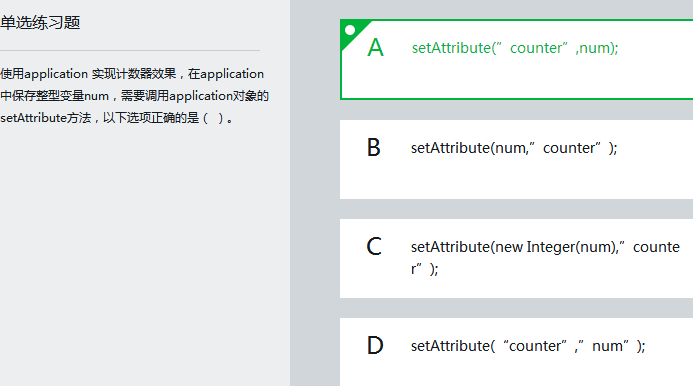 单选练习题
使用application 实现计数器效果，在application
中保存整型变量num，需要调用application对象的
setAttribute方法，以下选项正确的是（ ）。
A
setAttribute(”counter”,num);
B
setAttribute(num,”counter”);
C
setAttribute(new Integer(num),”counte
r”);
D
setAttribute(“counter”,”num”);